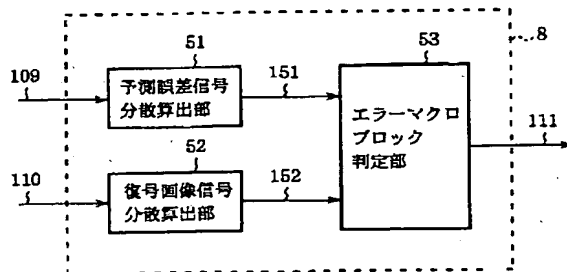 8
51
109
予測誤差信号
分散算出部
151
53
エラーマクロ
ブロック
判定部
111
52
110
復号画像信号
分散算出部
152